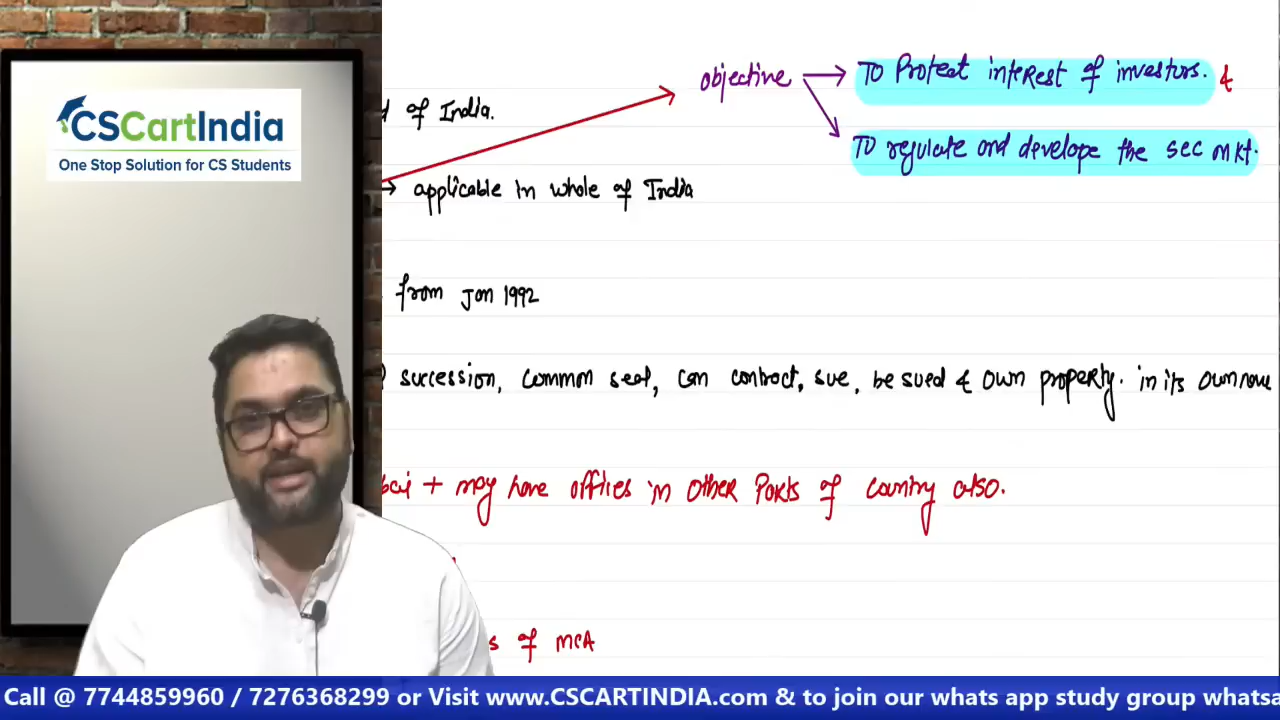 CSCartIndia
One Stop Solution for CS Students
objective → To Protect interest of investors. &
To regulate and develope the sec mkt.
of India.
→ applicable in whole of India
from Jan 1992
succession, common seal, can contract, sue, be sued & own property. in its own name
+ may have offices in other Parts of country also.
s of MCA
Call @ 7744859960 / 7276368299 or Visit www.CSCARTINDIA.com & to join our whats app study group whatsa